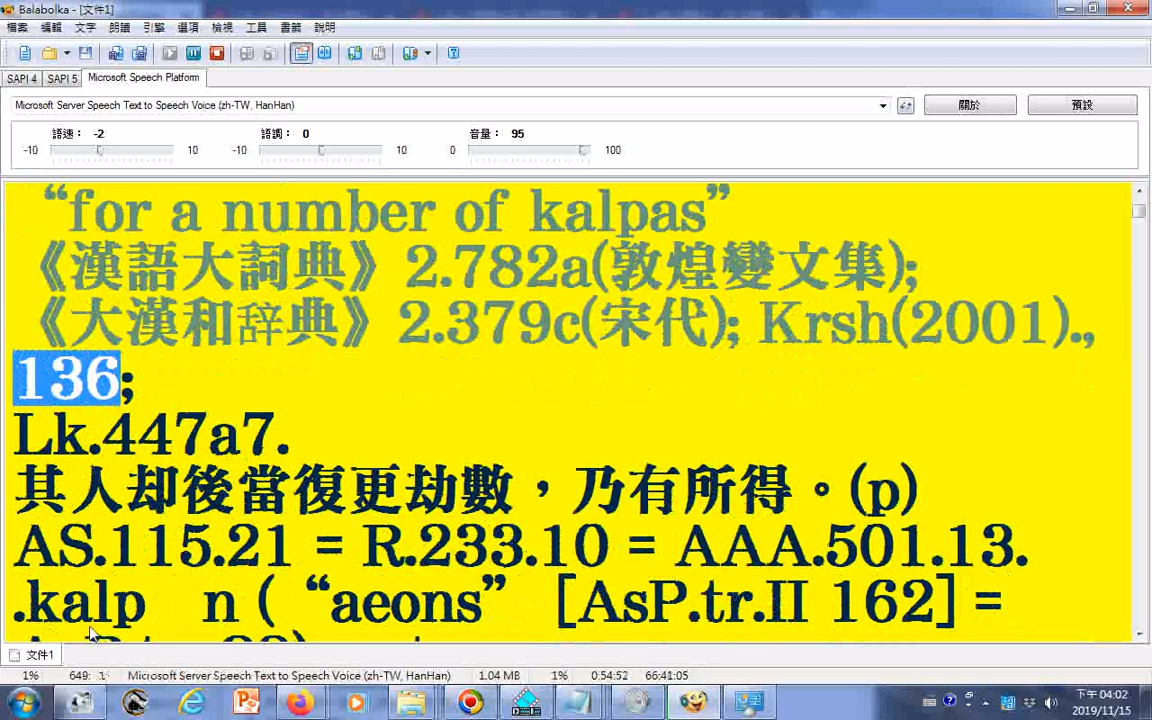 Balabolka - [文件1]
檔案 編輯 文字 朗讀 引擎 選項 檢視 工具 書籤 說明
SAPI 4 SAPI 5 Microsoft Speech Platform
Microsoft Server Speech Text to Speech Voice (zh-TW, HanHan) 關於 預設
語速： -2 語調： 0 音量： 95
-10 10 -10 10 0 100
“for a number of kalpas”
《漢語大詞典》 2.782a(敦煌變文集);
《大漢和辞典》 2.379c(宋代); Krsh(2001).,
136;
Lk.447a7.
其人却後當復更劫數，乃有所得。(p)
AS.115.21 = R.233.10 = AAA.501.13.
.kalp n (“aeons” [AsP.tr.II 162] =
文件1
1% 649: 1 Microsoft Server Speech Text to Speech Voice (zh-TW, HanHan) 1.04 MB 1% 0:54:52 66:41:05
下午 04:02
2019/11/15